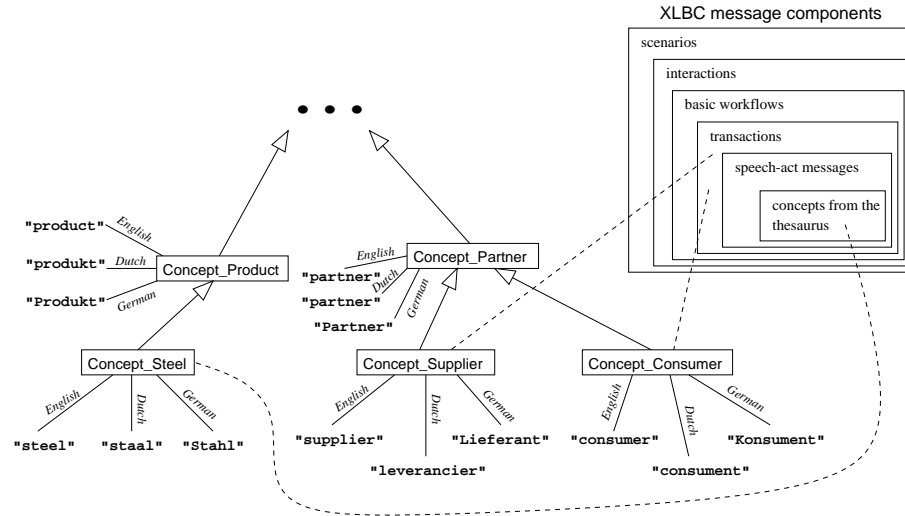 XLBC message components
scenarios
interactions
basic workflows
transactions
speech-act messages
concepts from the
thesaurus
"product"
English
"produkt"
Dutch
"Produkt"
German
Concept_Product
English
"partner"
Dutch
"partner"
German
"Partner"
Concept_Partner
Concept_Steel
English
Dutch
German
"steel"
"staal"
"Stahl"
Concept_Supplier
English
Dutch
German
"supplier"
"Lieferant"
"leverancier"
Concept_Consumer
English
Dutch
German
"consumer"
"Konsument"
"consument"